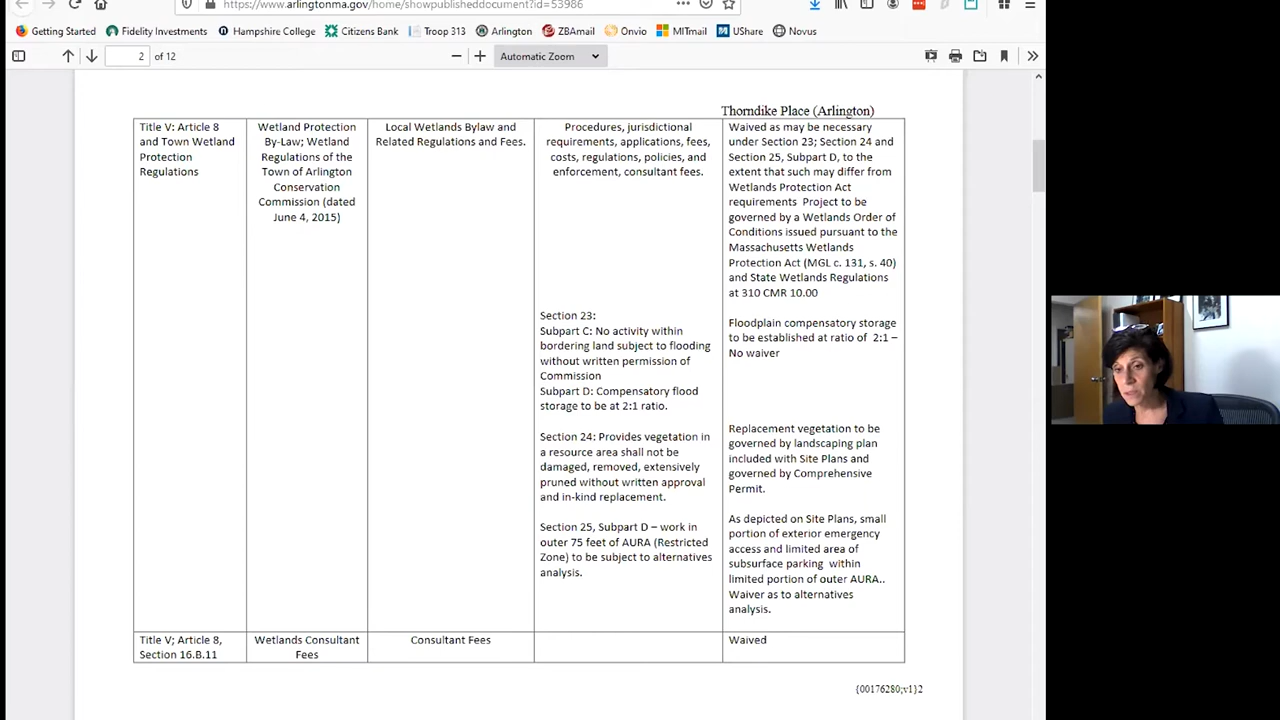 https://www.arlingtonma.gov/home/showpublisheddocument?id=53986
Getting Started
Fidelity Investments
Hampshire College
Citizens Bank
Troop 313
Arlington
ZBAmail
Onvio
MITmail
UShare
Novus
2 of 12
Automatic Zoom
Thorndike Place (Arlington)
Title V: Article 8
and Town Wetland
Protection
Regulations
Wetland Protection
By-Law; Wetland
Regulations of the
Town of Arlington
Conservation
Commission (dated
June 4, 2015)
Local Wetlands Bylaw and
Related Regulations and Fees.
Procedures, jurisdictional
requirements, applications, fees,
costs, regulations, policies, and
enforcement, consultant fees.
Section 23:
Subpart C: No activity within
bordering land subject to flooding
without written permission of
Commission
Subpart D: Compensatory flood
storage to be at 2:1 ratio.
Section 24: Provides vegetation in
a resource area shall not be
damaged, removed, extensively
pruned without written approval
and in-kind replacement.
Section 25, Subpart D – work in
outer 75 feet of AURA (Restricted
Zone) to be subject to alternatives
analysis.
Waived as may be necessary
under Section 23; Section 24 and
Section 25, Subpart D, to the
extent that such may differ from
Wetlands Protection Act
requirements Project to be
governed by a Wetlands Order of
Conditions issued pursuant to the
Massachusetts Wetlands
Protection Act (MGL c. 131, s. 40)
and State Wetlands Regulations
at 310 CMR 10.00
Floodplain compensatory storage
to be established at ratio of 2:1 –
No waiver
Replacement vegetation to be
governed by landscaping plan
included with Site Plans and
governed by Comprehensive
Permit.
As depicted on Site Plans, small
portion of exterior emergency
access and limited area of
subsurface parking within
limited portion of outer AURA..
Waiver as to alternatives
analysis.
Title V; Article 8,
Section 16.B.11
Wetlands Consultant
Fees
Consultant Fees
Waived
{00176280;v1}2